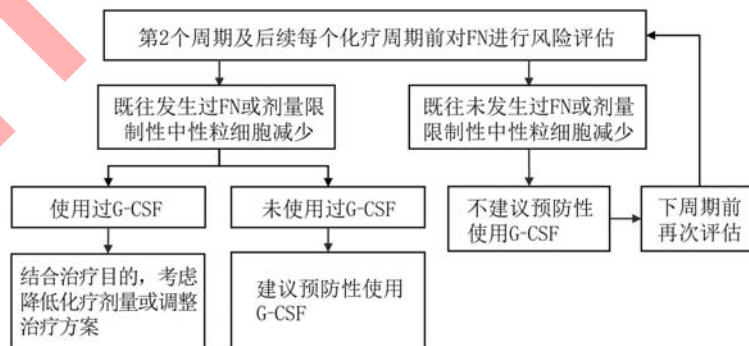 第2个周期及后续每个化疗周期前对FN进行风险评估
既往发生过FN或剂量限
制性中性粒细胞减少
既往未发生过FN或剂量
限制性中性粒细胞减少
使用过G-CSF
未使用过G-CSF
不建议预防性
使用G-CSF
下周期前
再次评估
结合治疗目的，考虑
降低化疗剂量或调整
治疗方案
建议预防性使用
G-CSF